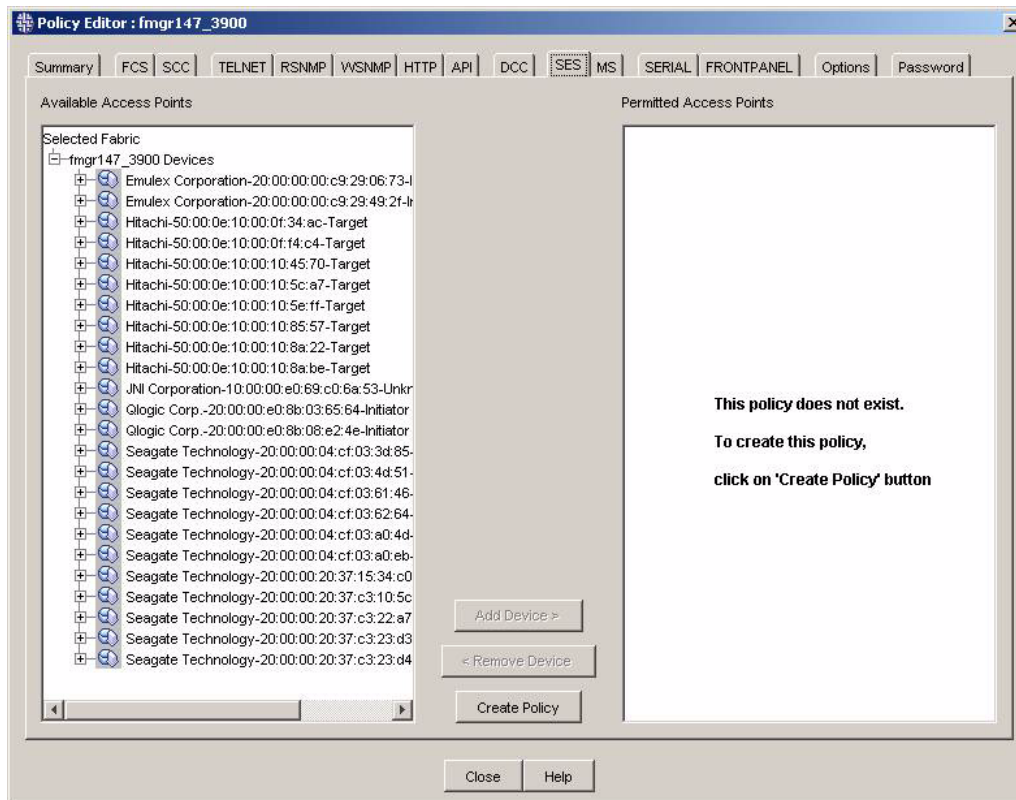 Policy Editor : fmgr147_3900
Summary FCS SCC TELNET RSNMP WSNMP HTTP API DCC SES MS SERIAL FRONTPANEL Options Password
Available Access Points
Permitted Access Points
Selected Fabric
fmgr147_3900 Devices
Emulex Corporation-20:00:00:00:c9:29:06:73-I
Emulex Corporation-20:00:00:00:c9:29:49:2f-Ir
Hitachi-50:00:0e:10:00:0f:34:ac-Target
Hitachi-50:00:0e:10:00:0f:f4:c4-Target
Hitachi-50:00:0e:10:00:10:45:70-Target
Hitachi-50:00:0e:10:00:10:5c:a7-Target
Hitachi-50:00:0e:10:00:10:5e:ff-Target
Hitachi-50:00:0e:10:00:10:85:57-Target
Hitachi-50:00:0e:10:00:10:8a:22-Target
Hitachi-50:00:0e:10:00:10:8a:be-Target
JNI Corporation-10:00:00:e0:69:c0:6a:53-Unkr
Qlogic Corp.-20:00:00:e0:8b:03:65:64-Initiator
Qlogic Corp.-20:00:00:e0:8b:08:e2:4e-Initiator
Seagate Technology-20:00:00:04:cf:03:3d:85-
Seagate Technology-20:00:00:04:cf:03:4d:51-
Seagate Technology-20:00:00:04:cf:03:61:46-
Seagate Technology-20:00:00:04:cf:03:62:64-
Seagate Technology-20:00:00:04:cf:03:a0:4d-
Seagate Technology-20:00:00:04:cf:03:a0:eb-
Seagate Technology-20:00:00:20:37:15:34:c0
Seagate Technology-20:00:00:20:37:c3:10:5c
Seagate Technology-20:00:00:20:37:c3:22:a7
Seagate Technology-20:00:00:20:37:c3:23:d3
Seagate Technology-20:00:00:20:37:c3:23:d4
Add Device >
< Remove Device
Create Policy
This policy does not exist.
To create this policy,
click on 'Create Policy' button
Close Help